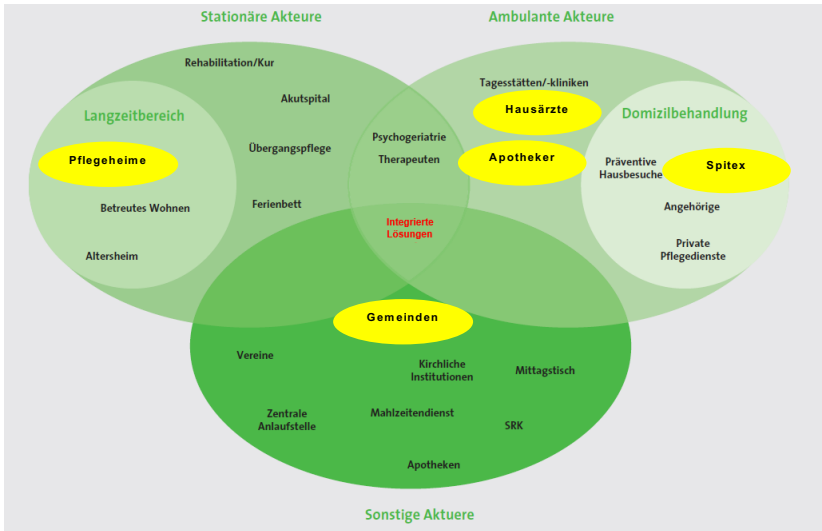 Stationäre Akteure
Ambulante Akteure
Rehabilitation/Kur
Akutspital
Übergangspflege
Ferienbett
Langzeitbereich
Pflegeheime
Betreutes Wohnen
Altersheim
Psychogeriatrie
Therapeuten
Integrierte
Lösungen
Tagesstätten/-kliniken
Hausärzte
Apotheker
Domizilbehandlung
Präventive
Hausbesuche
Spitex
Angehörige
Private
Pflegedienste
Gemeinden
Vereine
Kirchliche
Institutionen
Mittagstisch
Zentrale
Anlaufstelle
Mahlzeitendienst
SRK
Apotheken
Sonstige Aktuere